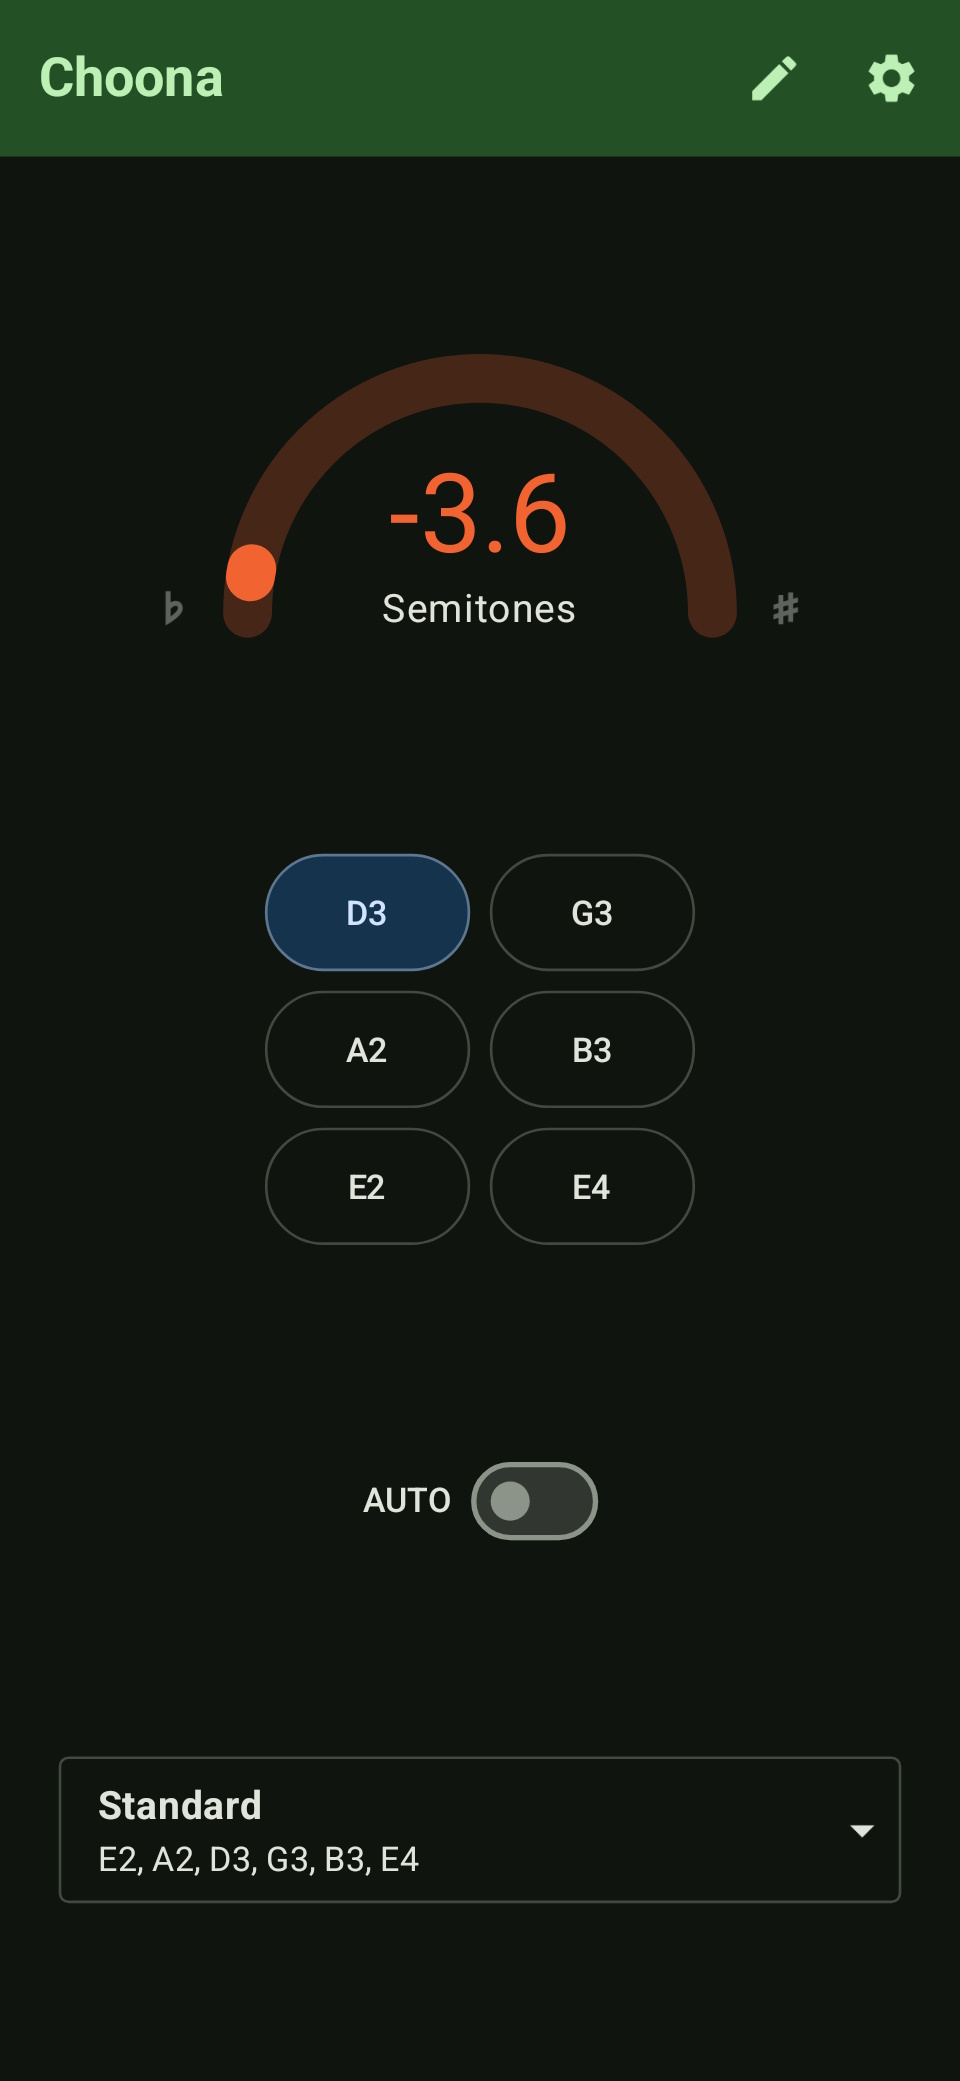 Choona
-3.6
♭ Semitones ♯
D3 G3
A2 B3
E2 E4
AUTO
Standard
E2, A2, D3, G3, B3, E4